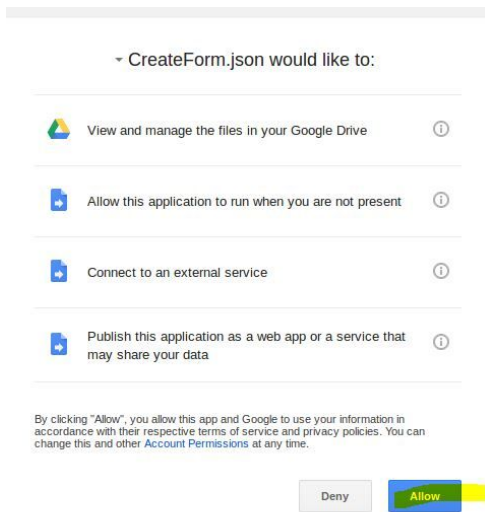 CreateForm.json would like to:
View and manage the files in your Google Drive
Allow this application to run when you are not present
Connect to an external service
Publish this application as a web app or a service that
may share your data
By clicking "Allow", you allow this app and Google to use your information in
accordance with their respective terms of service and privacy policies. You can
change this and other Account Permissions at any time.
Deny
Allow